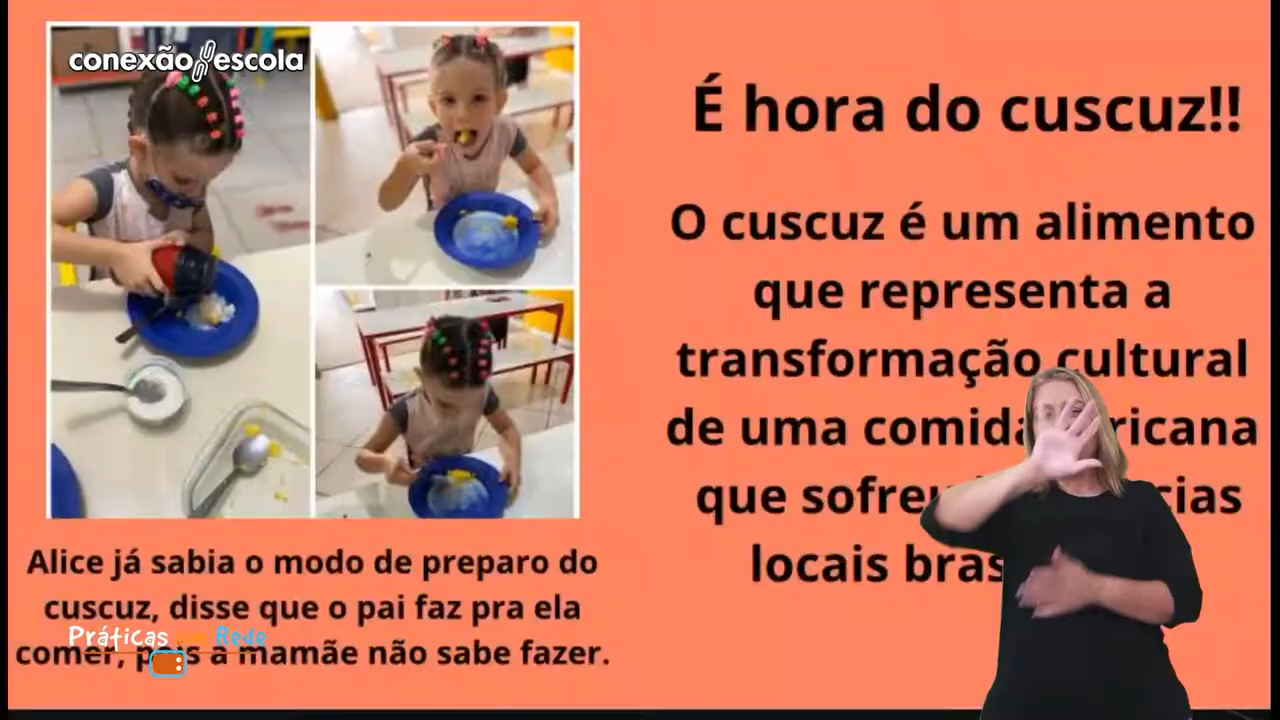 conexão escola
É hora do cuscuz!!
O cuscuz é um alimento
que representa a
transformação cultural
de uma comida
que sofreu
locais
Alice já sabia o modo de preparo do
cuscuz, disse que o pai faz pra ela
comer, pois a mamãe não sabe fazer.
Práticas em Rede